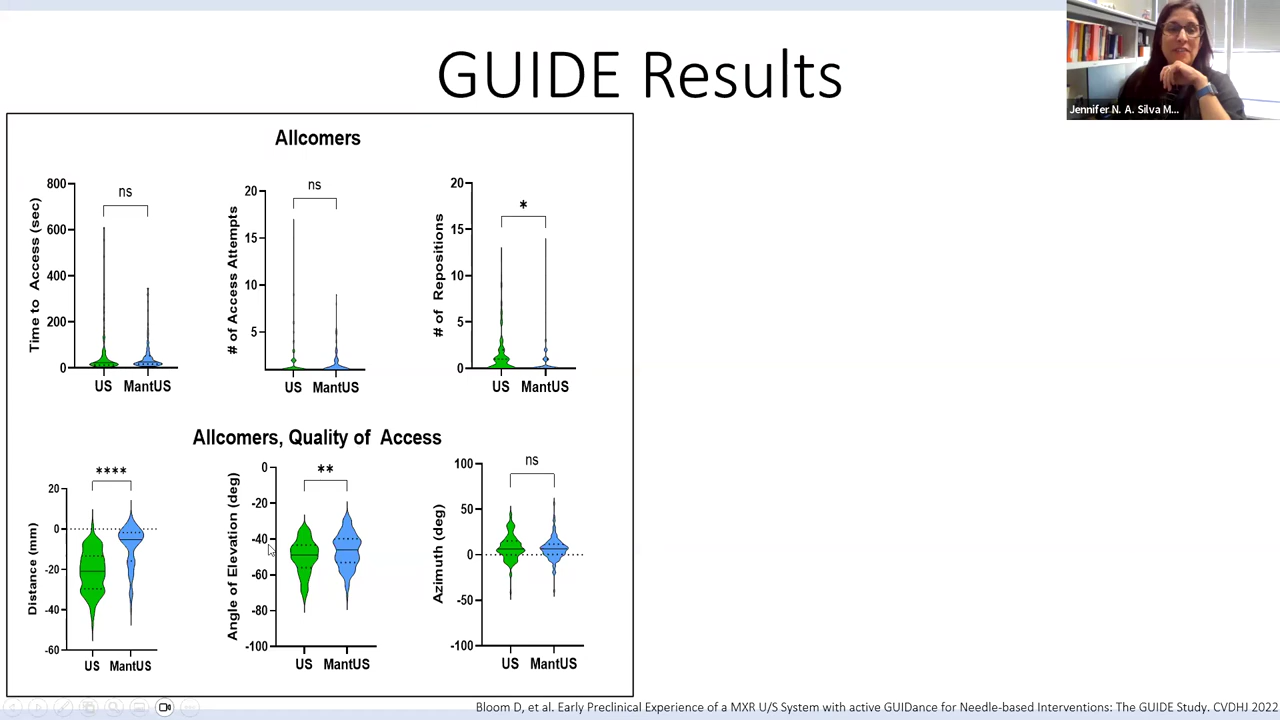 GUIDE Results
Jennifer N. A. Silva M...
Allcomers
Time to Access (sec)
800
600
400
200
0
ns
US MantUS
# of Access Attempts
20
15
10
5
ns
US MantUS
# of Repositions
20
15
10
5
0
*
US MantUS
Allcomers, Quality of Access
Distance (mm)
20
0
-20
-40
-60
****
US MantUS
Angle of Elevation (deg)
0
-20
-40
-60
-80
-100
**
US MantUS
Azimuth (deg)
100
50
0
-50
-100
ns
US MantUS
Bloom D, et al. Early Preclinical Experience of a MXR U/S System with active GUIDance for Needle-based Interventions: The GUIDE Study. CVDHJ 2022